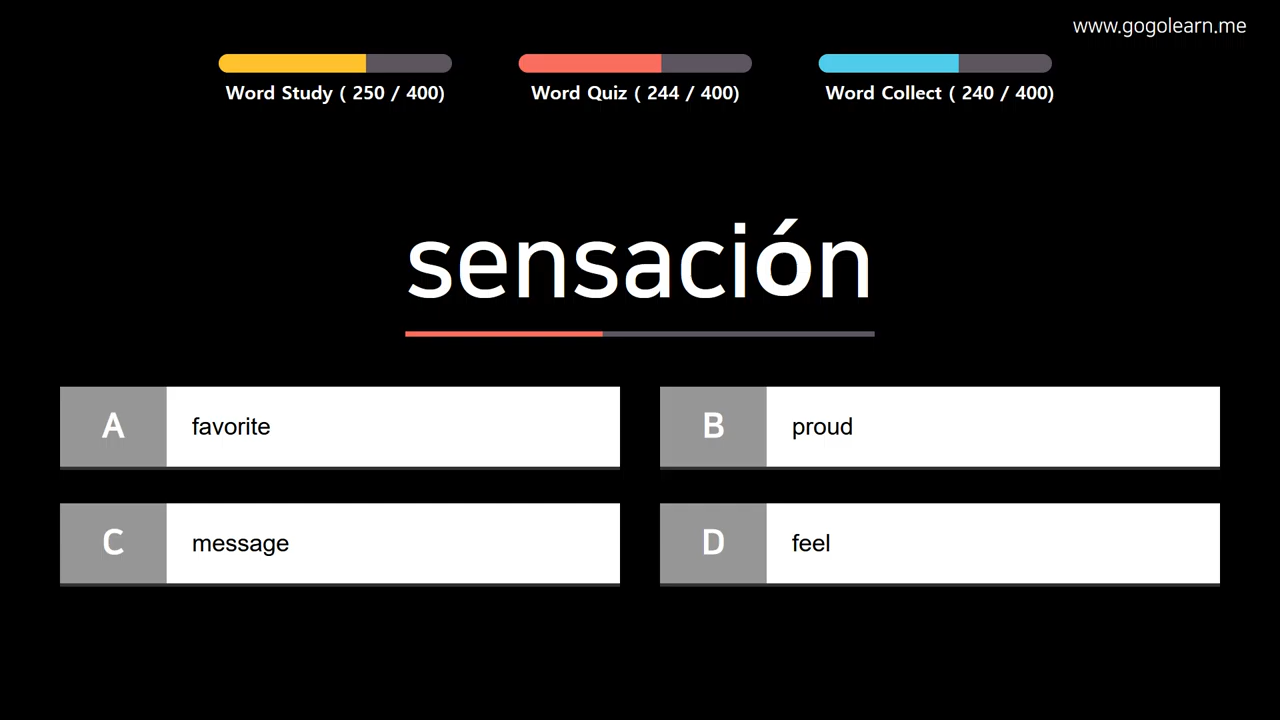 www.gogolearn.me
Word Study ( 250 / 400)
Word Quiz ( 244 / 400)
Word Collect ( 240 / 400)
sensación
A favorite
B proud
C message
D feel